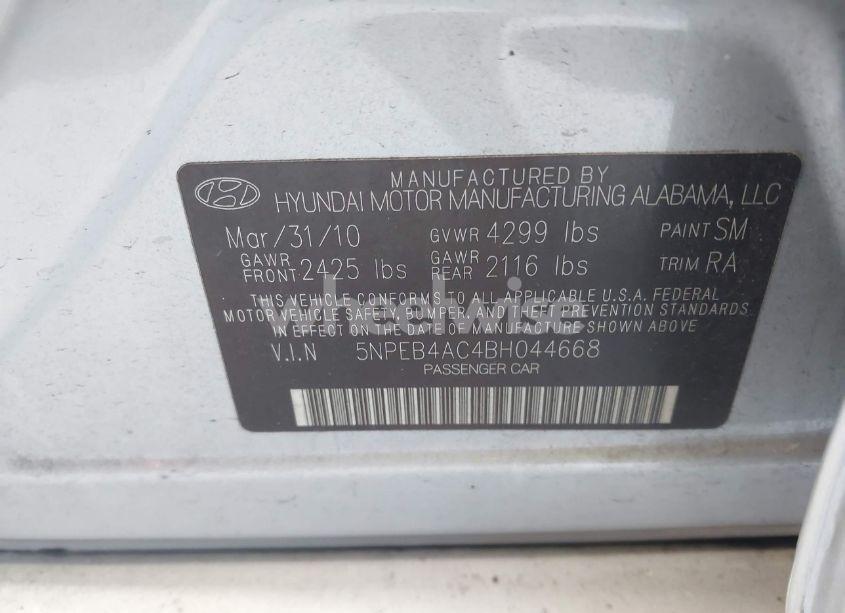 MANUFACTURED BY
HYUNDAI MOTOR MANUFACTURING ALABAMA, LLC
Mar/31/10 GVWR 4299 lbs PAINT SM
GAWR FRONT 2425 lbs GAWR REAR 2116 lbs TRIM RA
THIS VEHICLE CONFORMS TO ALL APPLICABLE U.S.A. FEDERAL
MOTOR VEHICLE SAFETY, BUMPER, AND THEFT PREVENTION STANDARDS
IN EFFECT ON THE DATE OF MANUFACTURE SHOWN ABOVE
V.I.N 5NPEB4AC4BH044668
PASSENGER CAR
wheelwise